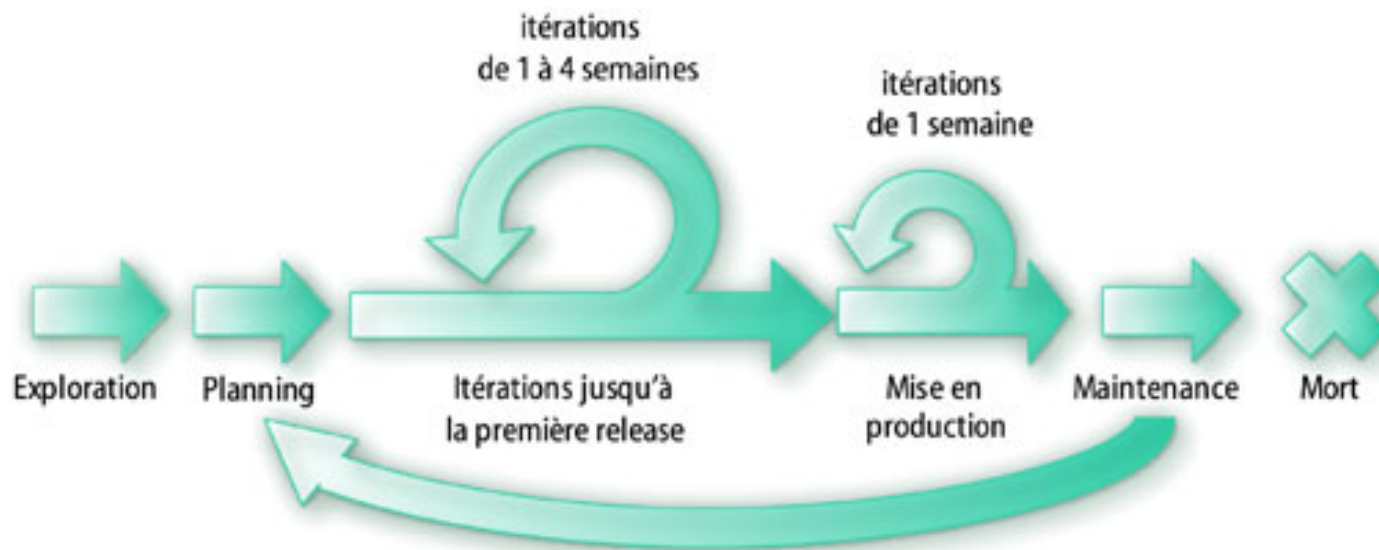 itérations
de 1 à 4 semaines
itérations
de 1 semaine
Exploration
Planning
Itérations jusqu'à
la première release
Mise en
production
Maintenance
Mort